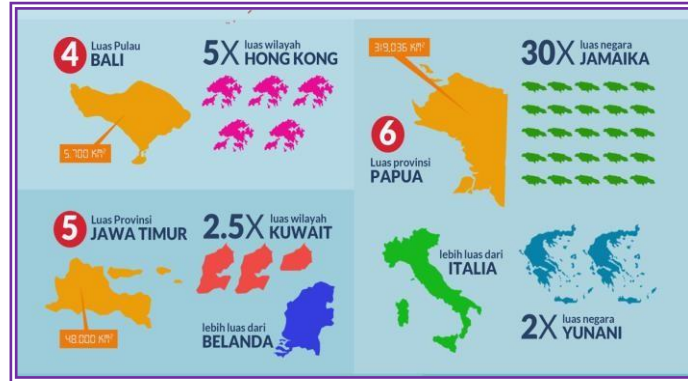 4
Luas Pulau
BALI
5.700 KM²
5X luas wilayah
HONG KONG
5
Luas Provinsi
JAWA TIMUR
48.000 KM²
2.5X luas wilayah
KUWAIT
lebih luas dari
BELANDA
319.036 KM²
6
Luas provinsi
PAPUA
30X luas negara
JAMAIKA
lebih luas dari
ITALIA
2X luas negara
YUNANI